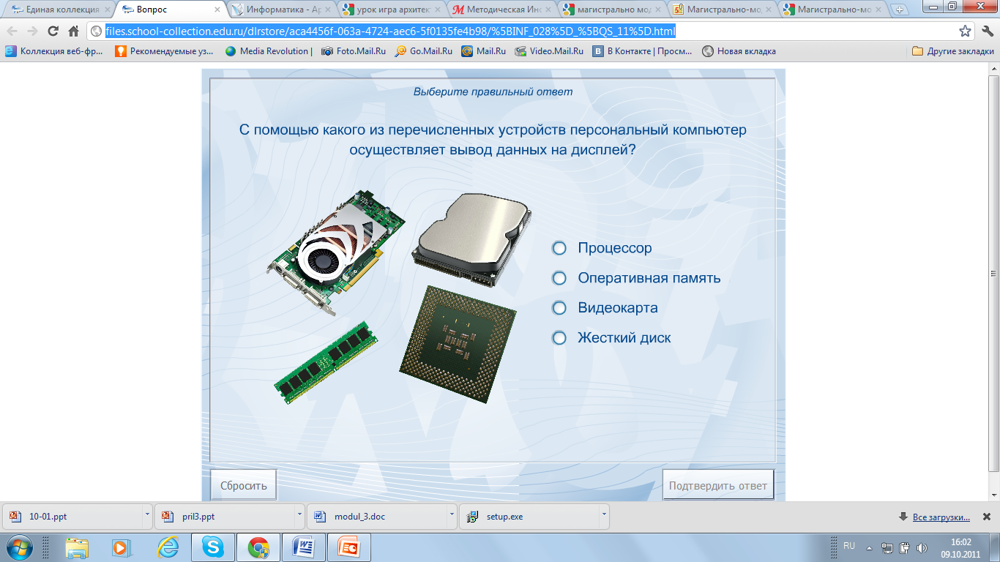 Единая коллекция
Вопрос
Информатика - Ар
урок игра архитект
Методическая Инс
магистрально мод
Магистрально-мо
Магистрально-мо
files.school-collection.edu.ru/dlrstore/aca4456f-063a-4724-aec6-5f0135fe4b98/%5BINF_028%5D_%5BQS_11%5D.html
Коллекция веб-фр...
Рекомендуемые уз...
Media Revolution |
Foto.Mail.Ru
Go.Mail.Ru
Mail.Ru
Video.Mail.Ru
В Контакте | Просм...
Новая вкладка
Другие закладки
Выберите правильный ответ
С помощью какого из перечисленных устройств персональный компьютер
осуществляет вывод данных на дисплей?
Процессор
Оперативная память
Видеокарта
Жесткий диск
Сбросить
Подтвердить ответ
10-01.ppt
pril3.ppt
modul_3.doc
setup.exe
Все загрузки...
RU
16:02
09.10.2011